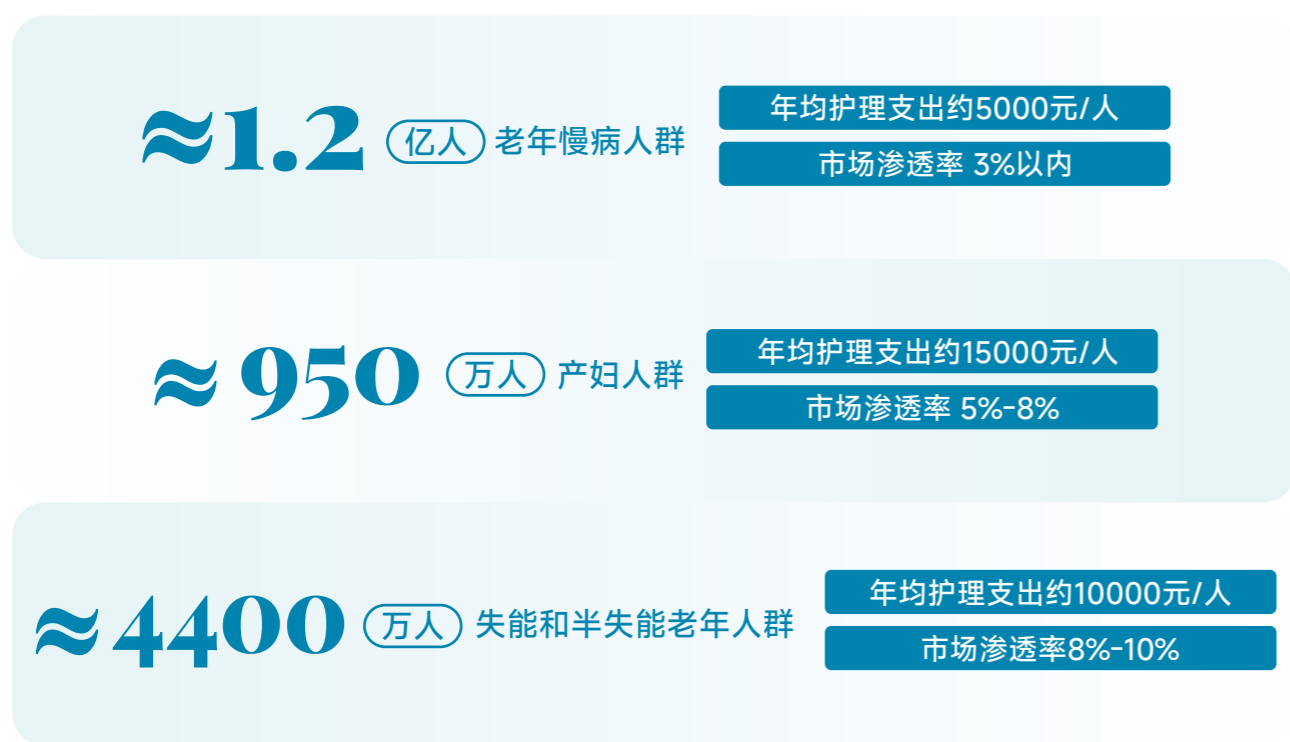 ≈1.2 亿人 老年慢病人群
年均护理支出约5000元/人
市场渗透率 3%以内
≈ 950 万人 产妇人群
年均护理支出约15000元/人
市场渗透率 5%-8%
≈4400 万人 失能和半失能老年人群
年均护理支出约10000元/人
市场渗透率8%-10%